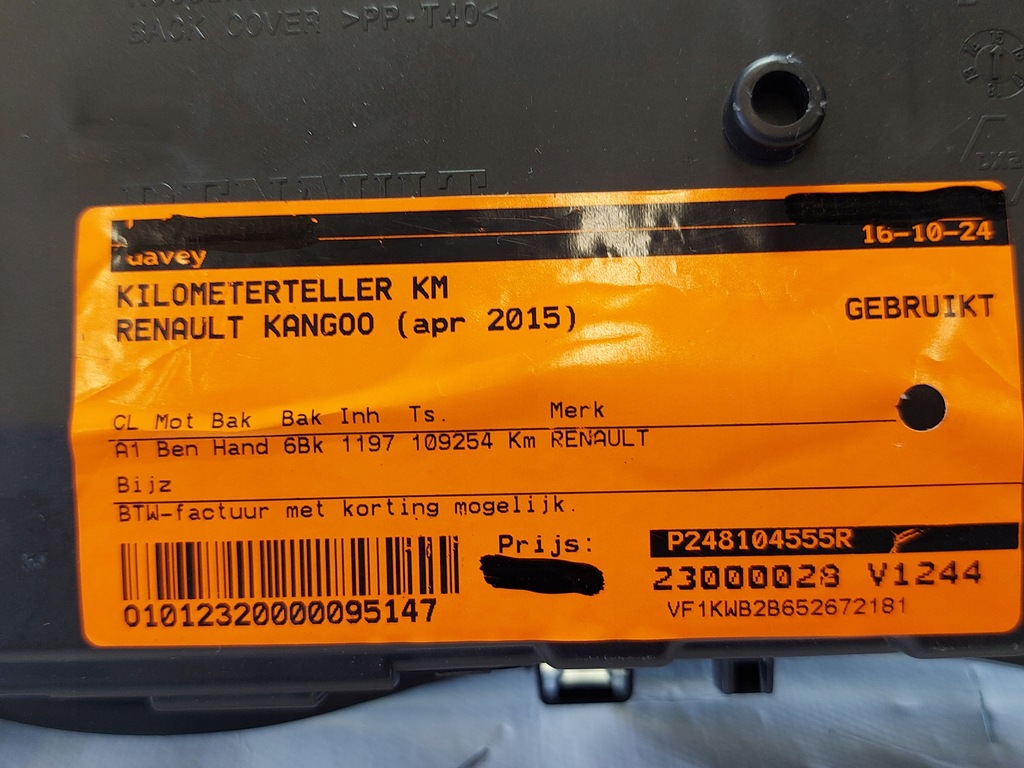 BACK COVER >PP-T40<
RENAULT
davey
16-10-24
KILOMETERTELLER KM
RENAULT KANGOO (apr 2015)
GEBRUIKT
CL Mot Bak Bak Inh Ts. Merk
A1 Ben Hand 6Bk 1197 109254 Km RENAULT
Bijz
BTW-factuur met korting mogelijk.
Prijs:
P248104555R
23000028 V1244
VF1KWB2B652672181
01012320000095147